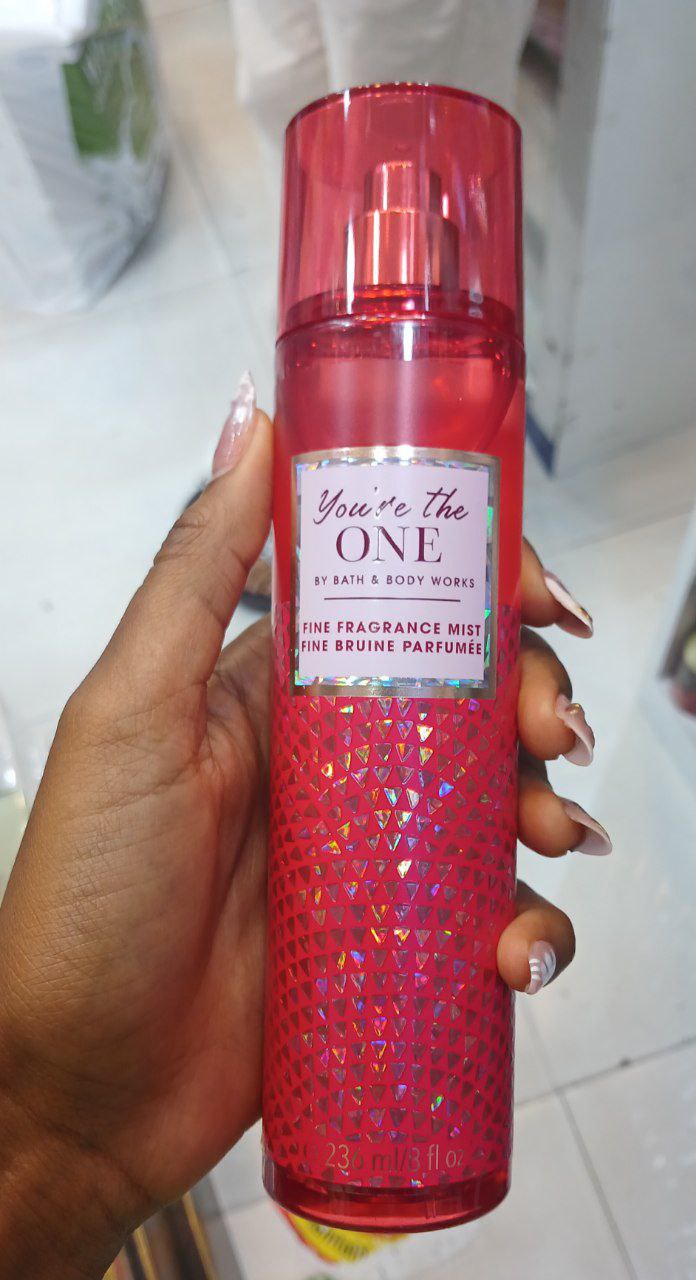 You're the
ONE
BY BATH & BODY WORKS
FINE FRAGRANCE MIST
FINE BRUINE PARFUMÉE
236 ml/8 fl oz